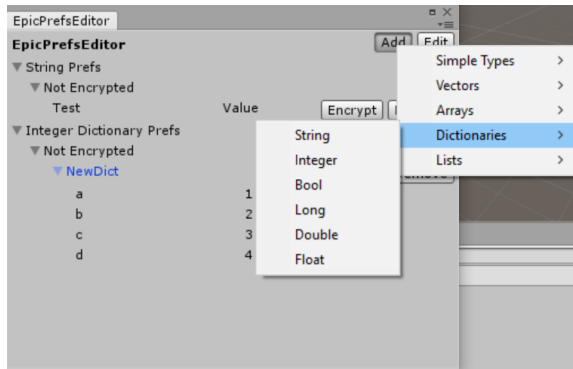 EpicPrefsEditor
EpicPrefsEditor Add Edit
String Prefs
Not Encrypted
Test Value Encrypt
Integer Dictionary Prefs
Not Encrypted
NewDict
a 1
b 2
c 3
d 4
Simple Types
Vectors
Arrays
Dictionaries
Lists
String
Integer
Bool
Long
Double
Float